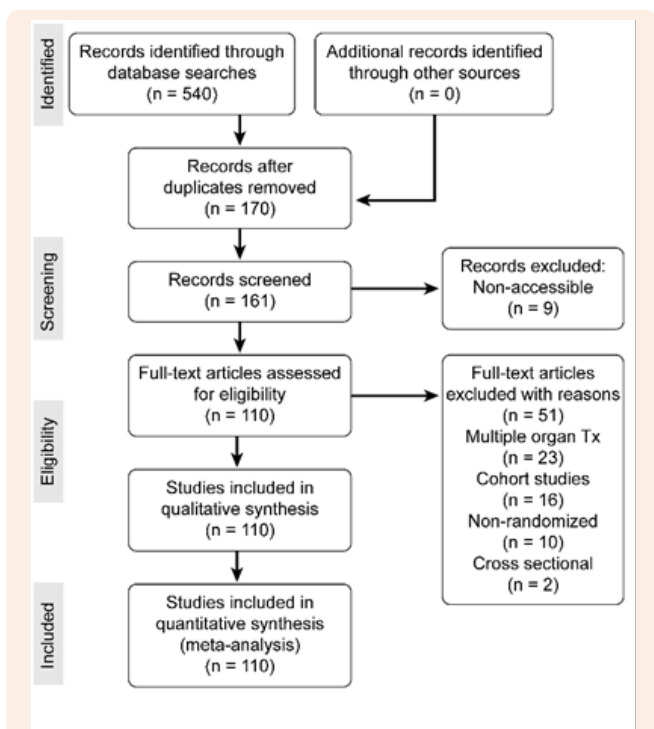 Identified
Records identified through
database searches
(n = 540)
Additional records identified
through other sources
(n = 0)
Records after
duplicates removed
(n = 170)
Screening
Records screened
(n = 161)
Records excluded:
Non-accessible
(n = 9)
Eligibility
Full-text articles assessed
for eligibility
(n = 110)
Full-text articles
excluded with reasons
(n = 51)
Multiple organ Tx
(n = 23)
Cohort studies
(n = 16)
Non-randomized
(n = 10)
Cross sectional
(n = 2)
Studies included in
qualitative synthesis
(n = 110)
Included
Studies included in
quantitative synthesis
(meta-analysis)
(n = 110)